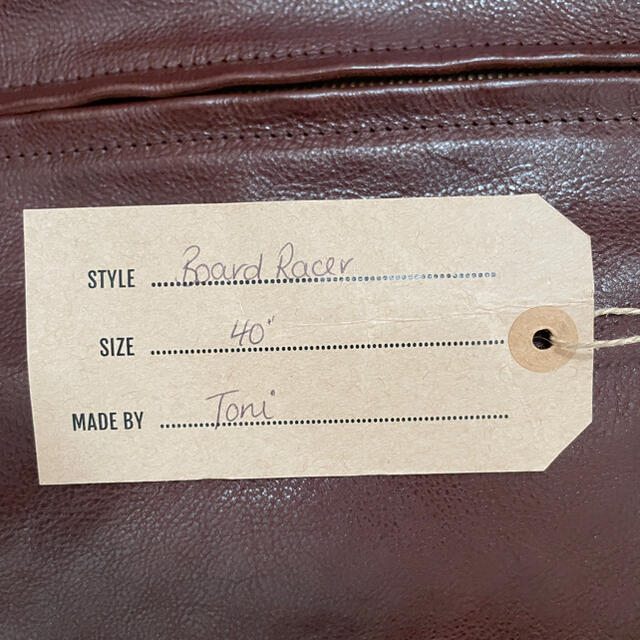 STYLE Board Racer
SIZE 40"
MADE BY Toni